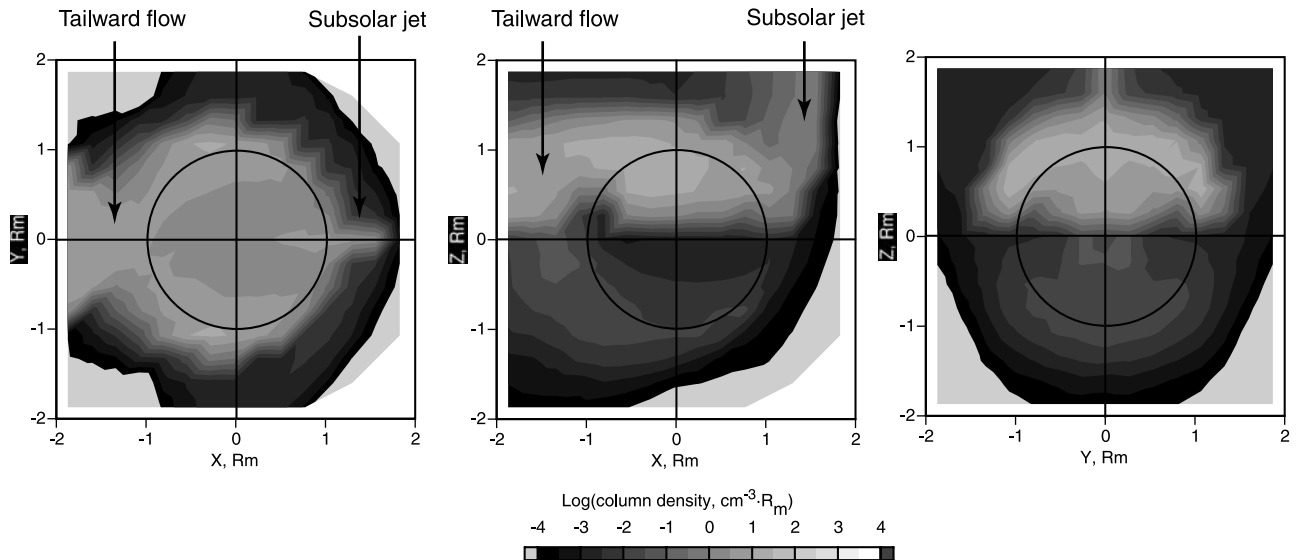 Tailward flow Subsolar jet Tailward flow Subsolar jet
2 2 2
1 1 1
Y, Rm 0 Z, Rm 0 Z, Rm 0
-1 -1 -1
-2 -2 -2
-2 -1 0 1 2 -2 -1 0 1 2 -2 -1 0 1 2
X, Rm X, Rm Y, Rm
Log(column density, cm⁻³·Rₘ)
-4 -3 -2 -1 0 1 2 3 4